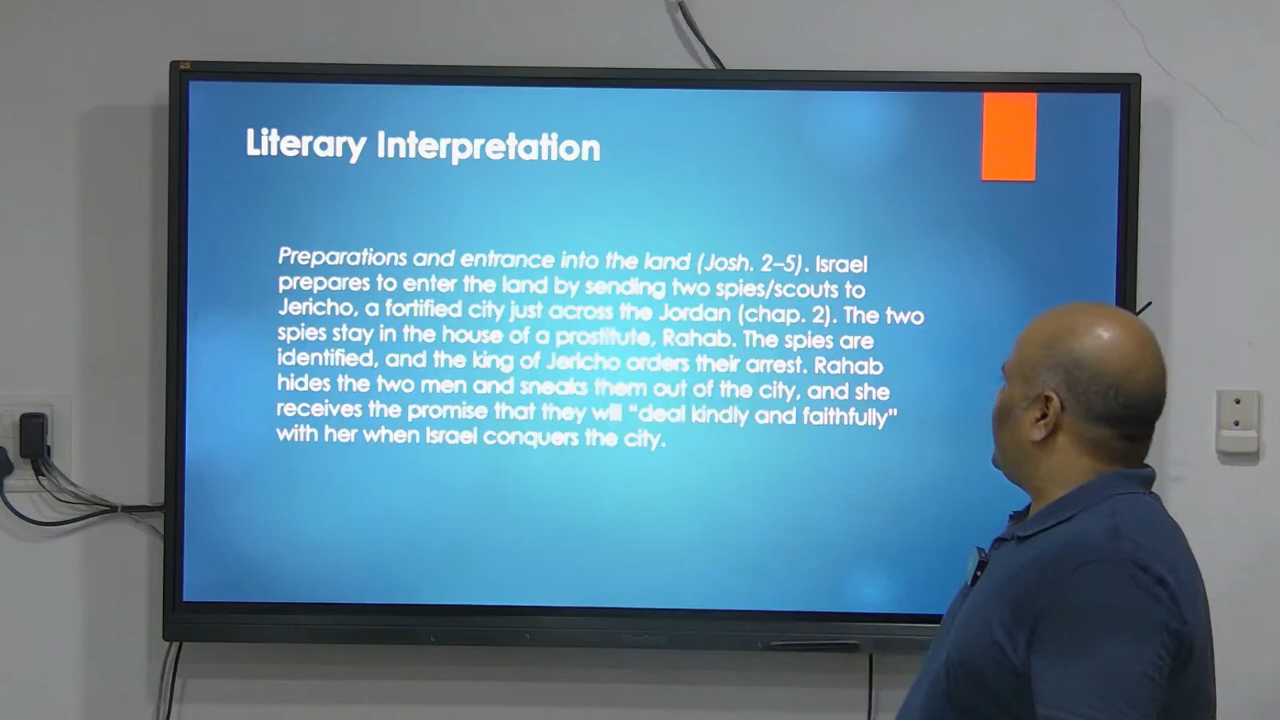 Literary Interpretation
Preparations and entrance into the land (Josh. 2–5). Israel
prepares to enter the land by sending two spies/scouts to
Jericho, a fortified city just across the Jordan (chap. 2). The two
spies stay in the house of a prostitute, Rahab. The spies are
identified, and the king of Jericho orders their arrest. Rahab
hides the two men and sneaks them out of the city, and she
receives the promise that they will “deal kindly and faithfully”
with her when Israel conquers the city.